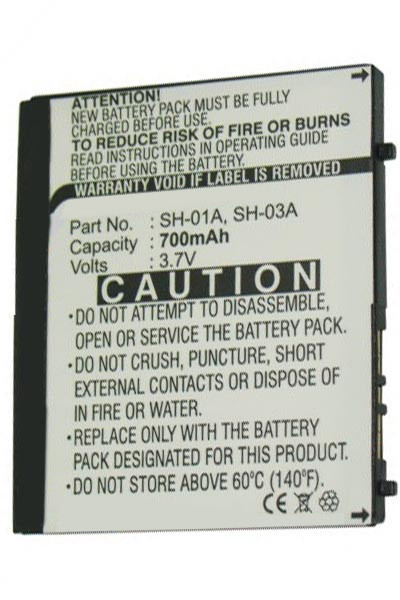 ATTENTION!
NEW BATTERY PACK MUST BE FULLY
CHARGED BEFORE USE.
TO REDUCE RISK OF FIRE OR BURNS
READ INSTRUCTIONS IN OPERATING GUIDE
BEFORE USING THE BATTERY.
WARRANTY VOID IF LABEL IS REMOVED
Part No. : SH-01A, SH-03A
Capacity : 700mAh
Volts : 3.7V
CAUTION
•DO NOT ATTEMPT TO DISASSEMBLE,
OPEN OR SERVICE THE BATTERY PACK.
•DO NOT CRUSH, PUNCTURE, SHORT
EXTERNAL CONTACTS OR DISPOSE OF
IN FIRE OR WATER.
•REPLACE ONLY WITH THE BATTERY
PACK DESIGNATED FOR THIS SYSTEM.
•DO NOT STORE ABOVE 60°C (140°F).
CE